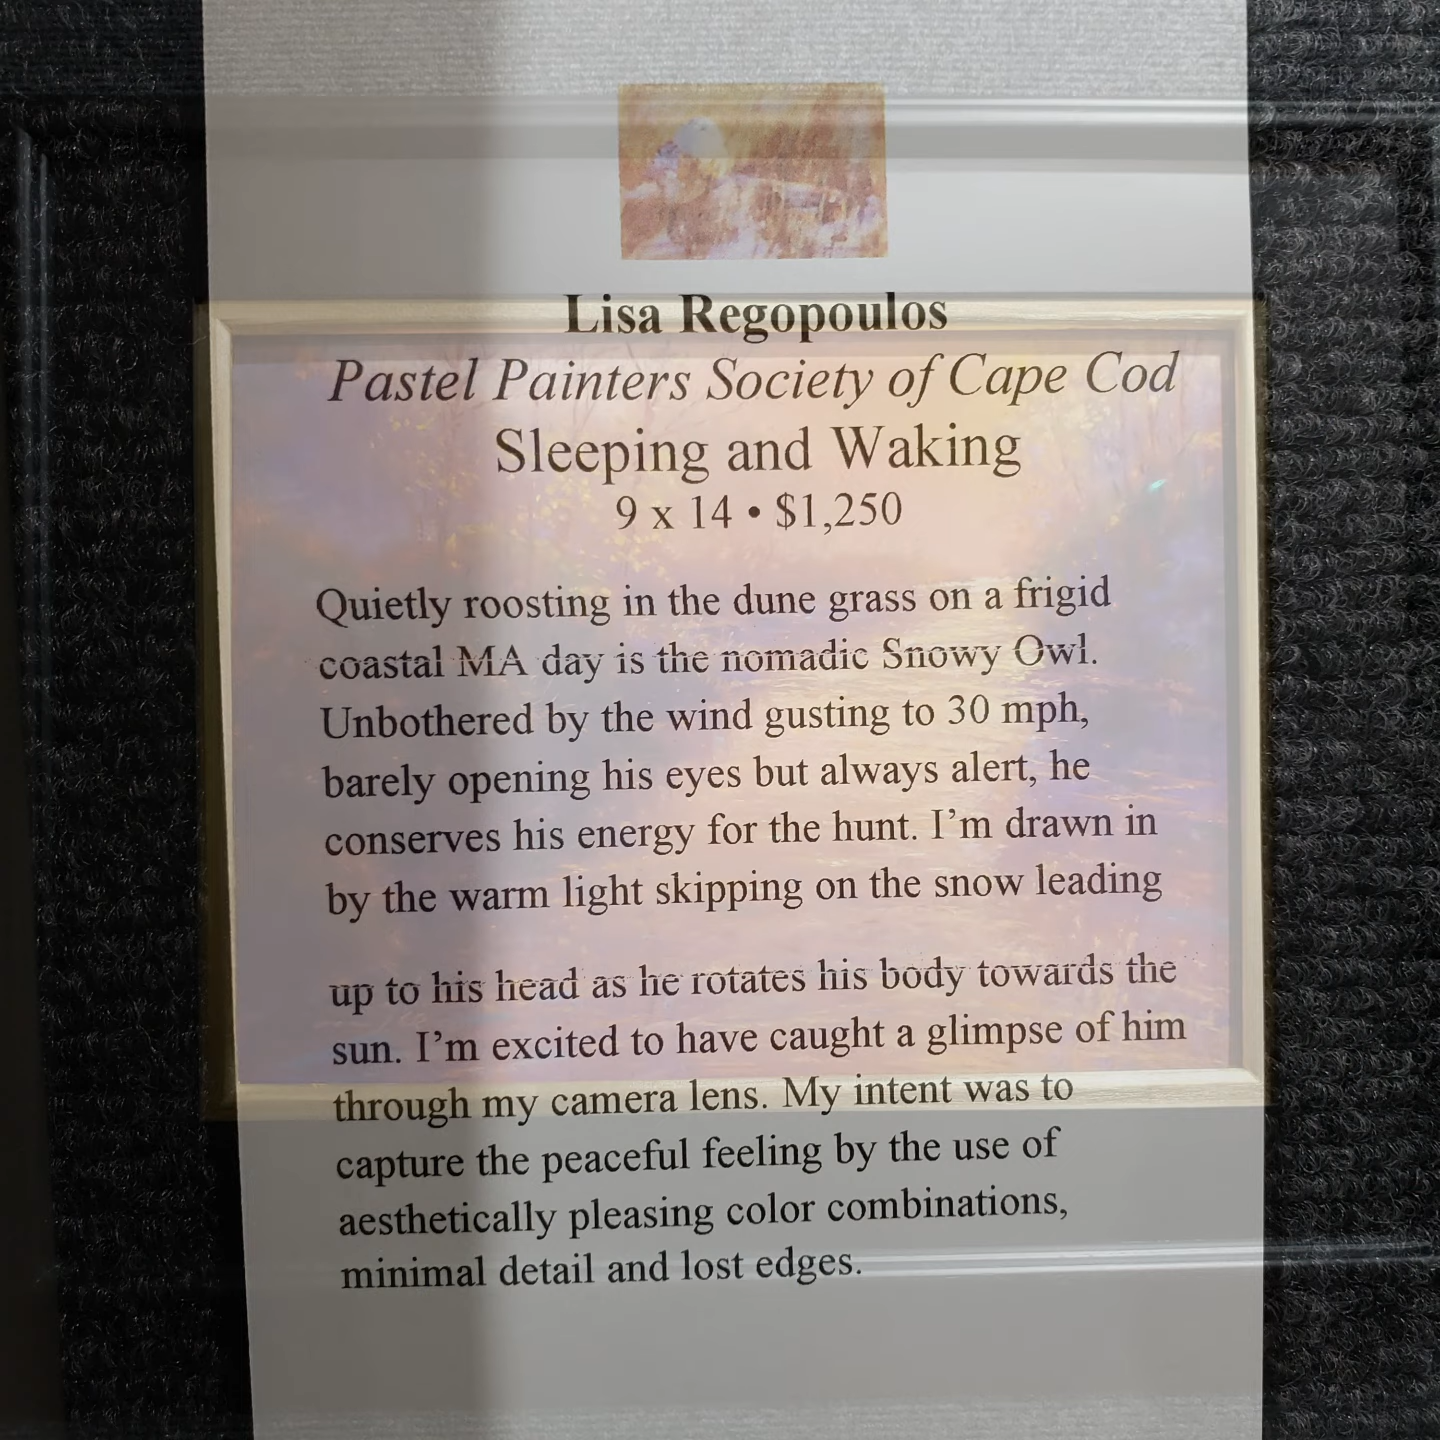 Lisa Regopoulos
Pastel Painters Society of Cape Cod
Sleeping and Waking
9 x 14 • $1,250
Quietly roosting in the dune grass on a frigid
coastal MA day is the nomadic Snowy Owl.
Unbothered by the wind gusting to 30 mph,
barely opening his eyes but always alert, he
conserves his energy for the hunt. I’m drawn in
by the warm light skipping on the snow leading
up to his head as he rotates his body towards the
sun. I’m excited to have caught a glimpse of him
through my camera lens. My intent was to
capture the peaceful feeling by the use of
aesthetically pleasing color combinations,
minimal detail and lost edges.